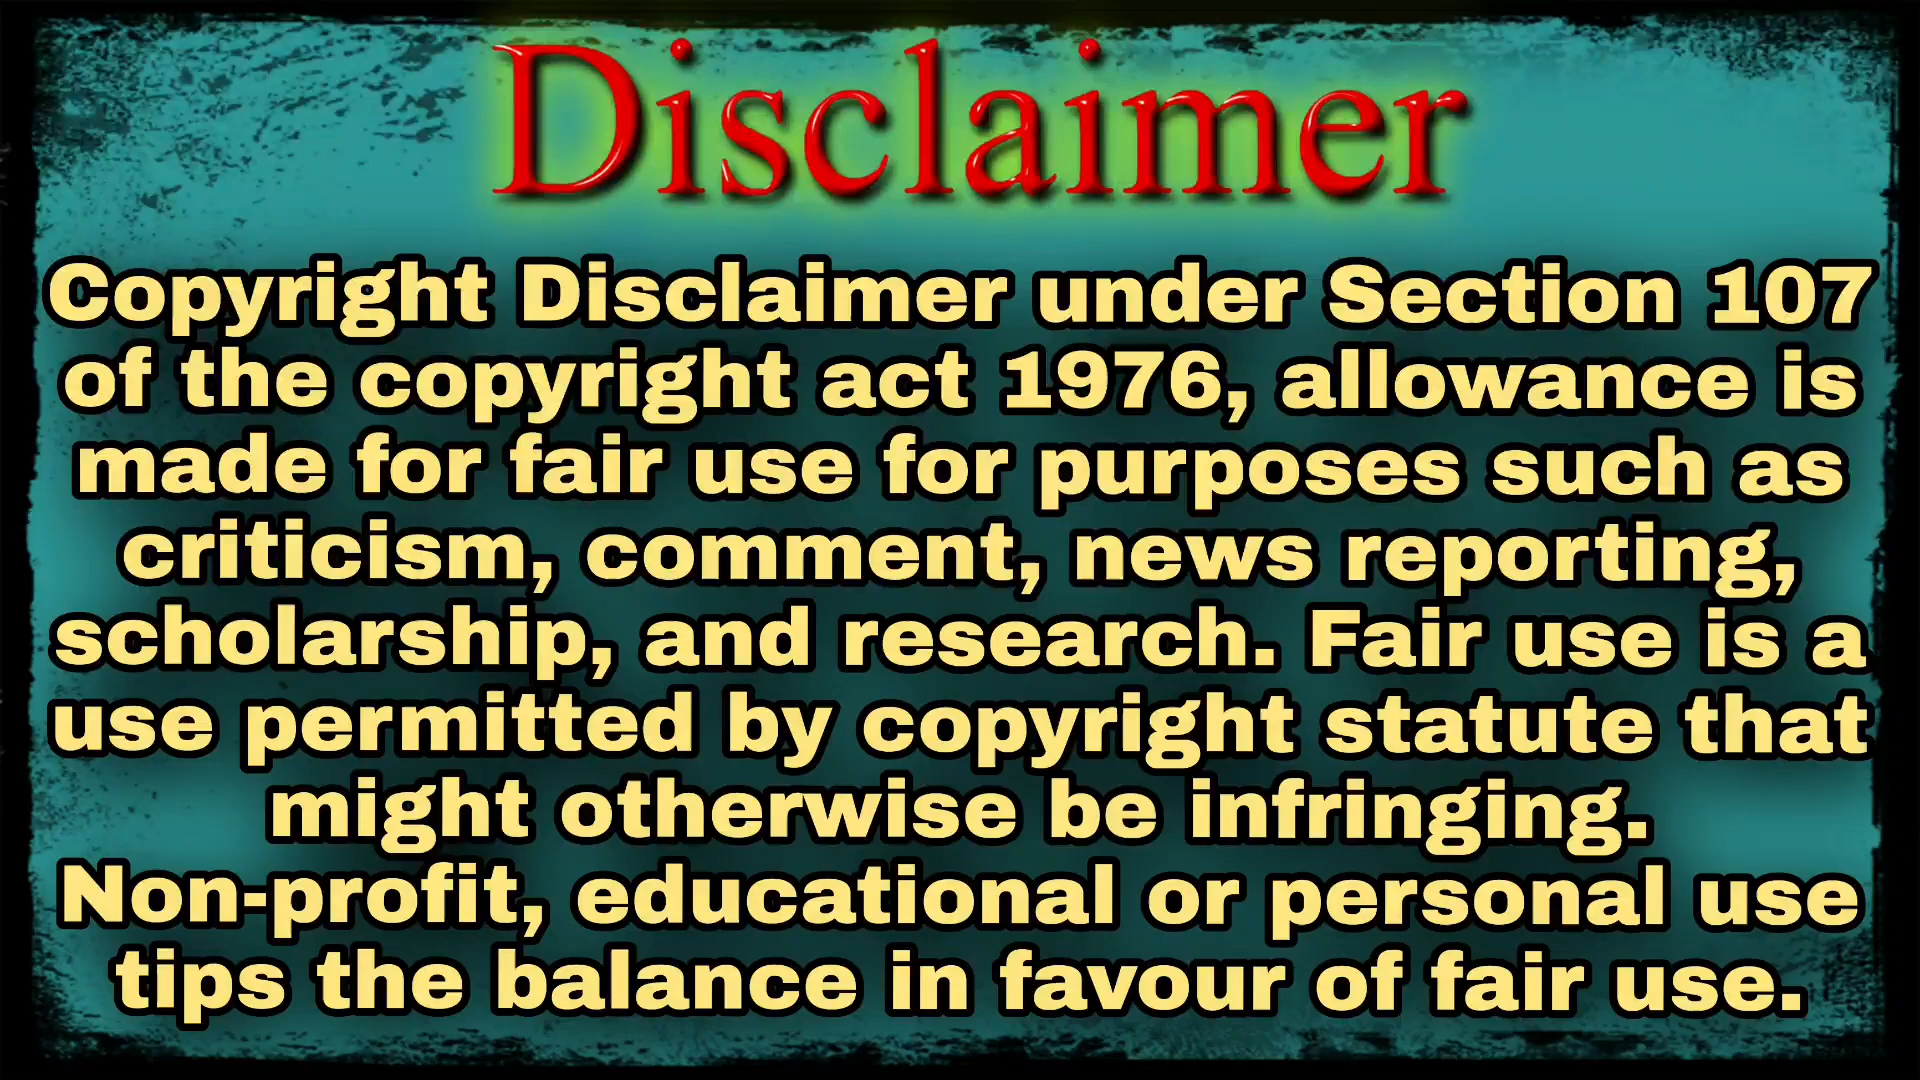 Disclaimer
Copyright Disclaimer under Section 107
of the copyright act 1976, allowance is
made for fair use for purposes such as
criticism, comment, news reporting,
scholarship, and research. Fair use is a
use permitted by copyright statute that
might otherwise be infringing.
Non-profit, educational or personal use
tips the balance in favour of fair use.